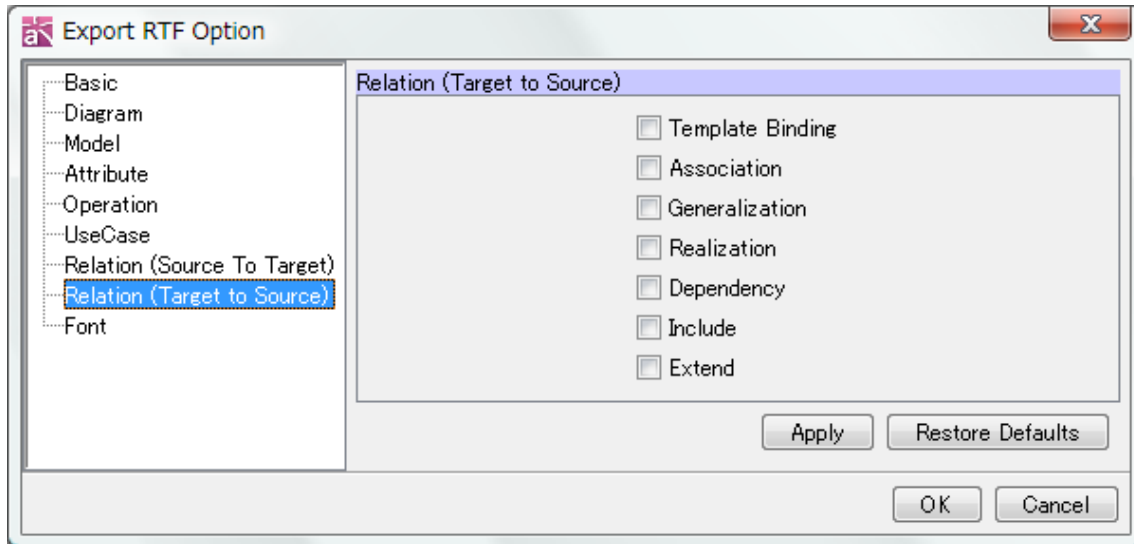 Export RTF Option
Basic
Diagram
Model
Attribute
Operation
UseCase
Relation (Source To Target)
Relation (Target to Source)
Font
Relation (Target to Source)
Template Binding
Association
Generalization
Realization
Dependency
Include
Extend
Apply Restore Defaults
OK Cancel